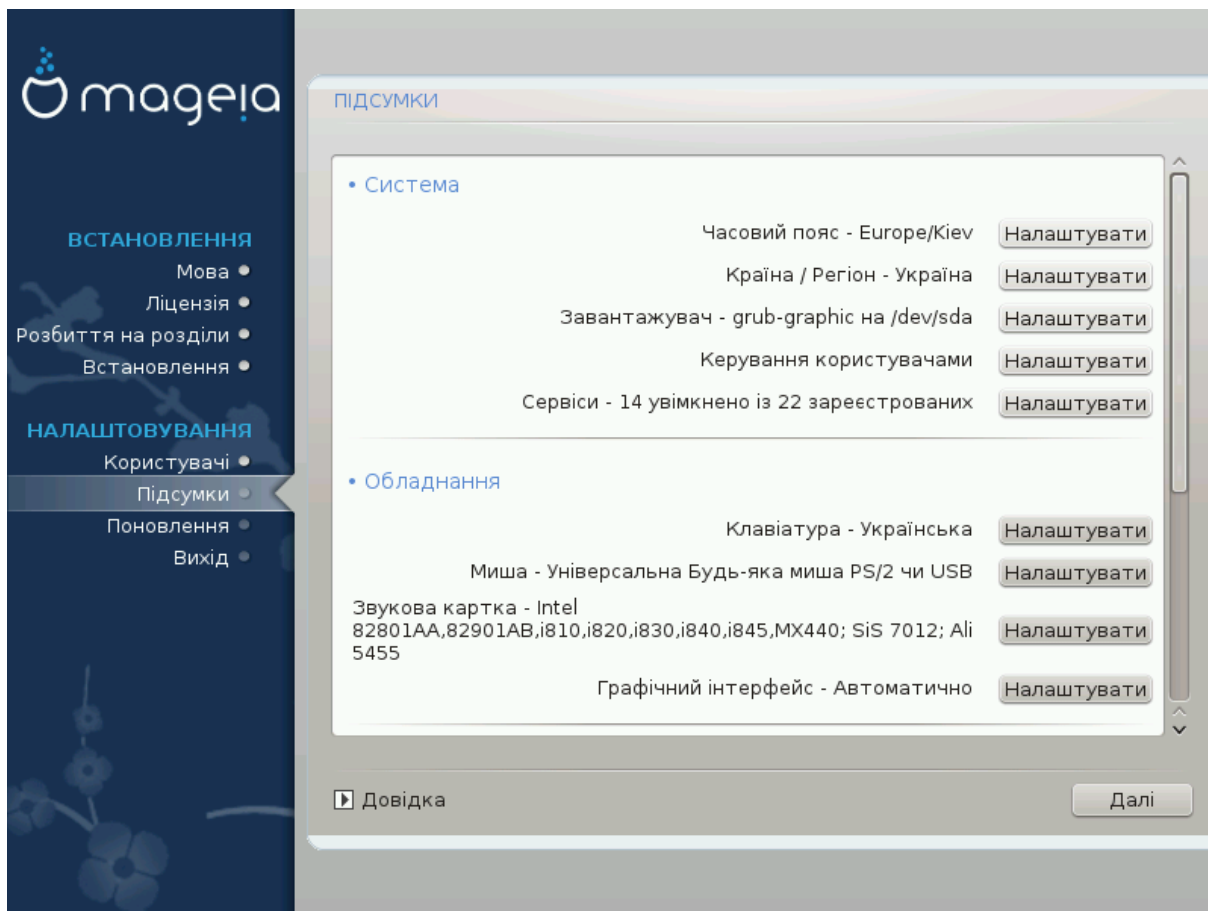 mageia
ВСТАНОВЛЕННЯ
Мова
Ліцензія
Розбиття на розділи
Встановлення
НАЛАШТОВУВАННЯ
Користувачі
Підсумки
Поновлення
Вихід
ПІДСУМКИ
• Система
Часовий пояс - Europe/Kiev Налаштувати
Країна / Регіон - Україна Налаштувати
Завантажувач - grub-graphic на /dev/sda Налаштувати
Керування користувачами Налаштувати
Сервіси - 14 увімкнено із 22 зареєстрованих Налаштувати
• Обладнання
Клавіатура - Українська Налаштувати
Миша - Універсальна Будь-яка миша PS/2 чи USB Налаштувати
Звукова картка - Intel
82801AA,82901AB,i810,i820,i830,i840,i845,MX440; SiS 7012; Ali Налаштувати
5455
Графічний інтерфейс - Автоматично Налаштувати
Довідка
Далі